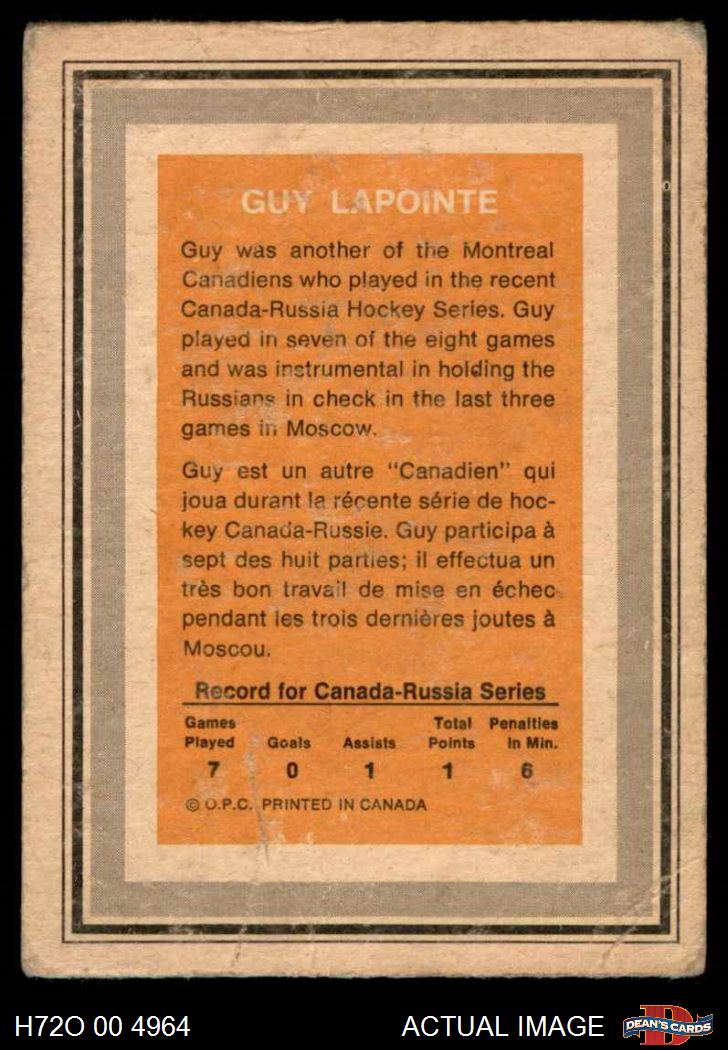 GUY LAPOINTE
Guy was another of the Montreal
Canadiens who played in the recent
Canada-Russia Hockey Series. Guy
played in seven of the eight games
and was instrumental in holding the
Russians in check in the last three
games in Moscow.
Guy est un autre "Canadien" qui
joua durant la récente série de hoc-
key Canada-Russie. Guy participa à
sept des huit parties; il effectua un
très bon travail de mise en échec
pendant les trois dernières joutes à
Moscou.
Record for Canada-Russia Series
Games Played Goals Assists Total Points Penalties In Min.
7 0 1 1 6
© O.P.C. PRINTED IN CANADA
H72O 00 4964 ACTUAL IMAGE D DEAN'S CARDS